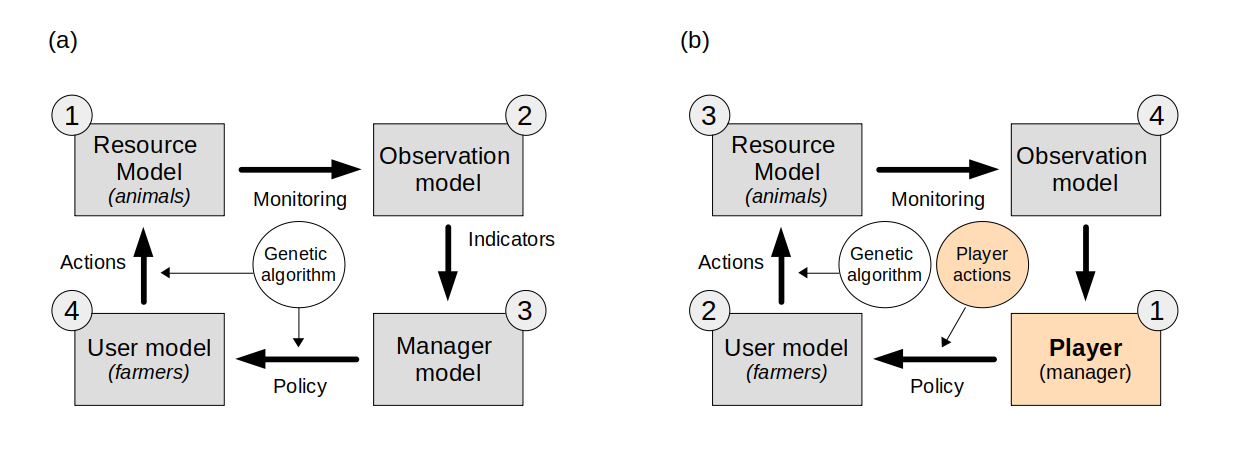 (a)
1
Resource
Model
(animals)
Monitoring
2
Observation
model
Indicators
Genetic
algorithm
Actions
4
User model
(farmers)
Policy
3
Manager
model
(b)
3
Resource
Model
(animals)
Monitoring
4
Observation
model
Genetic
algorithm
Player
actions
Actions
2
User model
(farmers)
Policy
1
Player
(manager)